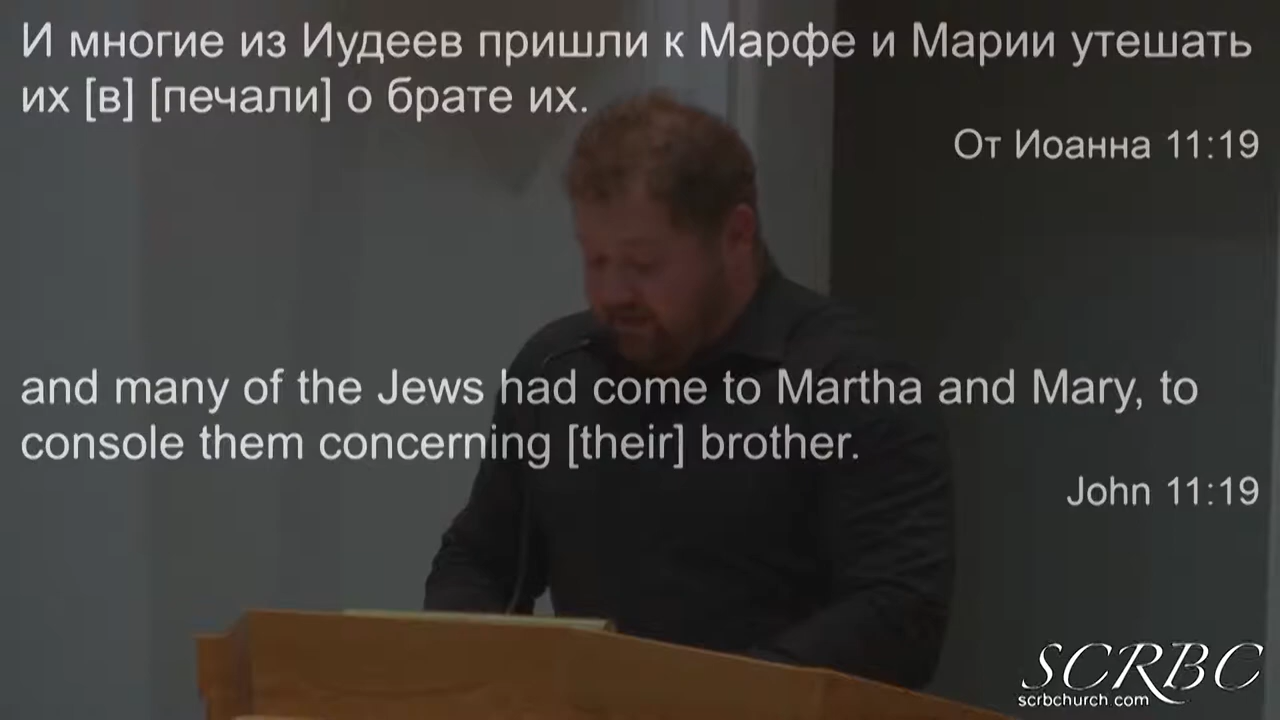 И многие из Иудеев пришли к Марфе и Марии утешать
их [в] [печали] о брате их.
От Иоанна 11:19
and many of the Jews had come to Martha and Mary, to
console them concerning [their] brother.
John 11:19
SCRBC
scrbchurch.com